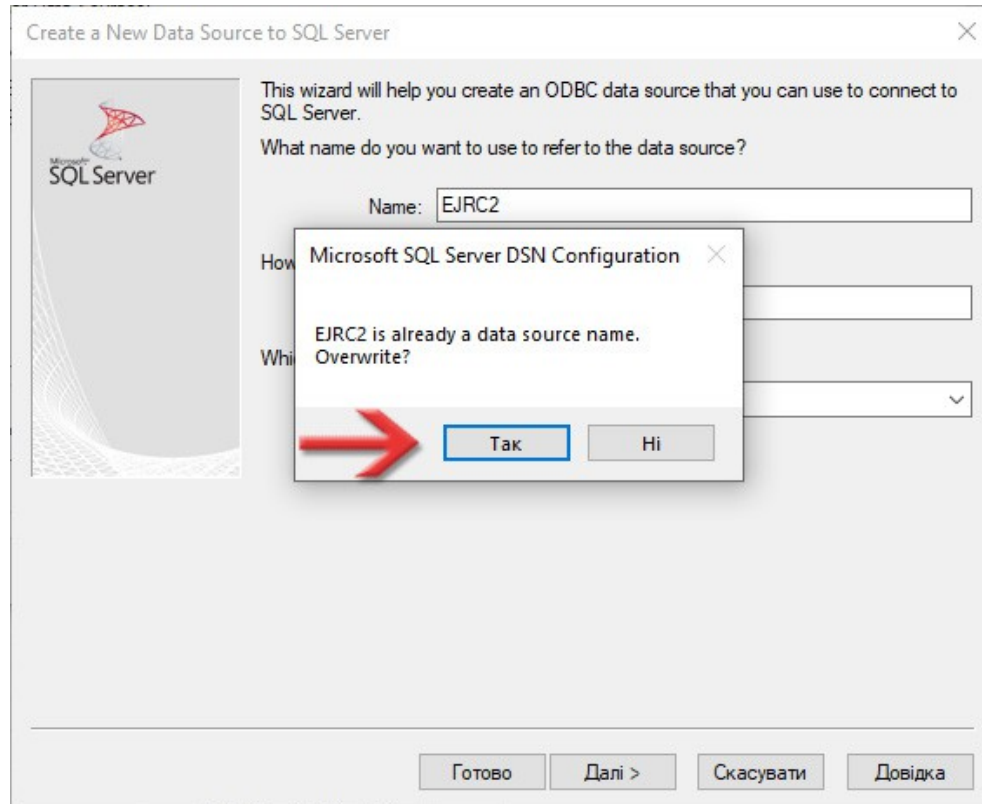 Create a New Data Source to SQL Server
This wizard will help you create an ODBC data source that you can use to connect to
SQL Server.
What name do you want to use to refer to the data source?
Microsoft
SQL Server
Name: EJRC2
How
Microsoft SQL Server DSN Configuration
EJRC2 is already a data source name.
Overwrite?
Whi
Так Ні
Готово Далі > Скасувати Довідка